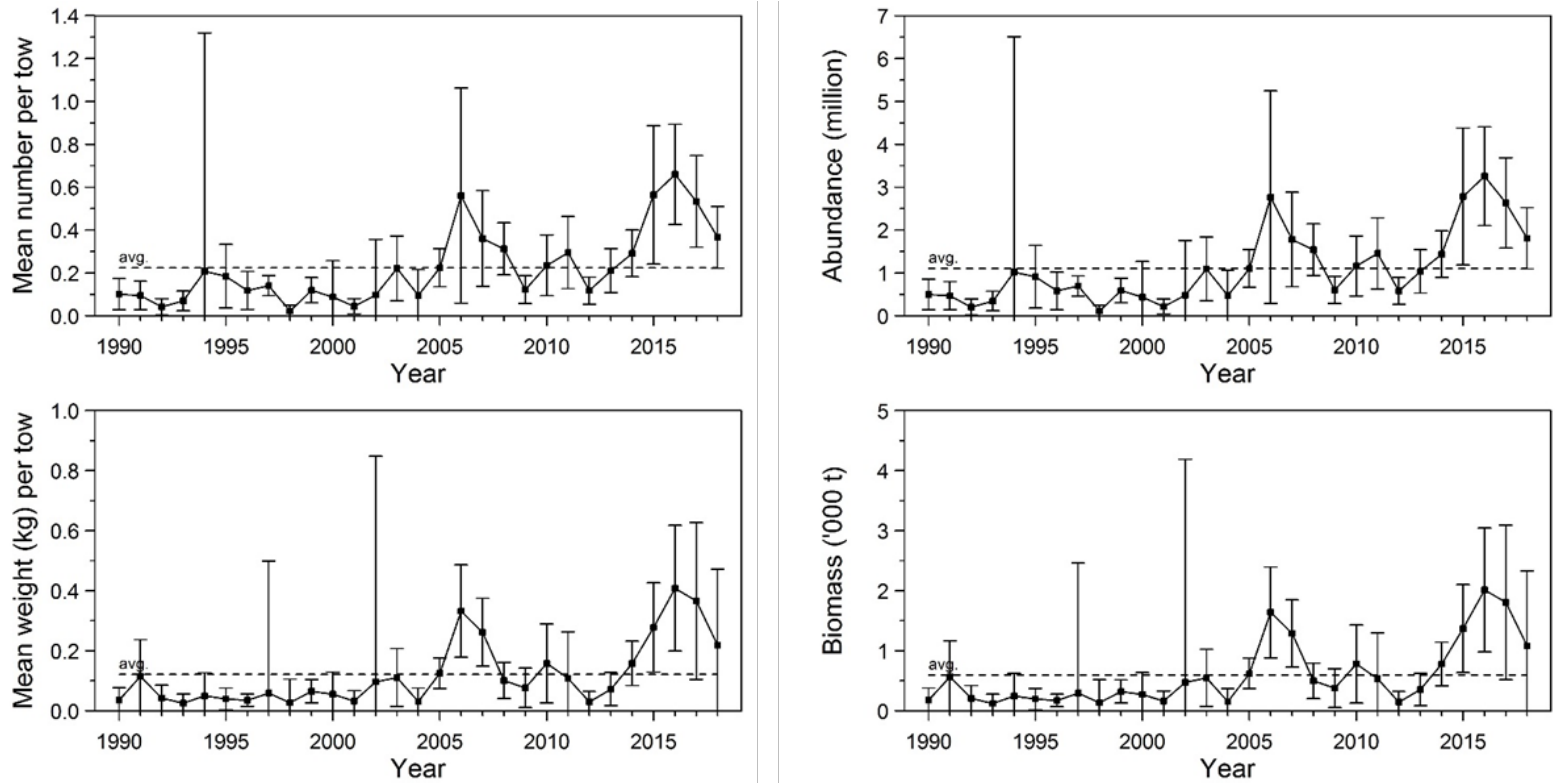 Mean number per tow
1.4
1.2
1.0
0.8
0.6
0.4
0.2
0.0
avg.
1990 1995 2000 2005 2010 2015
Year
Abundance (million)
7
6
5
4
3
2
1
0
avg.
1990 1995 2000 2005 2010 2015
Year
Mean weight (kg) per tow
1.0
0.8
0.6
0.4
0.2
0.0
avg.
1990 1995 2000 2005 2010 2015
Year
Biomass ('000 t)
5
4
3
2
1
0
avg.
1990 1995 2000 2005 2010 2015
Year